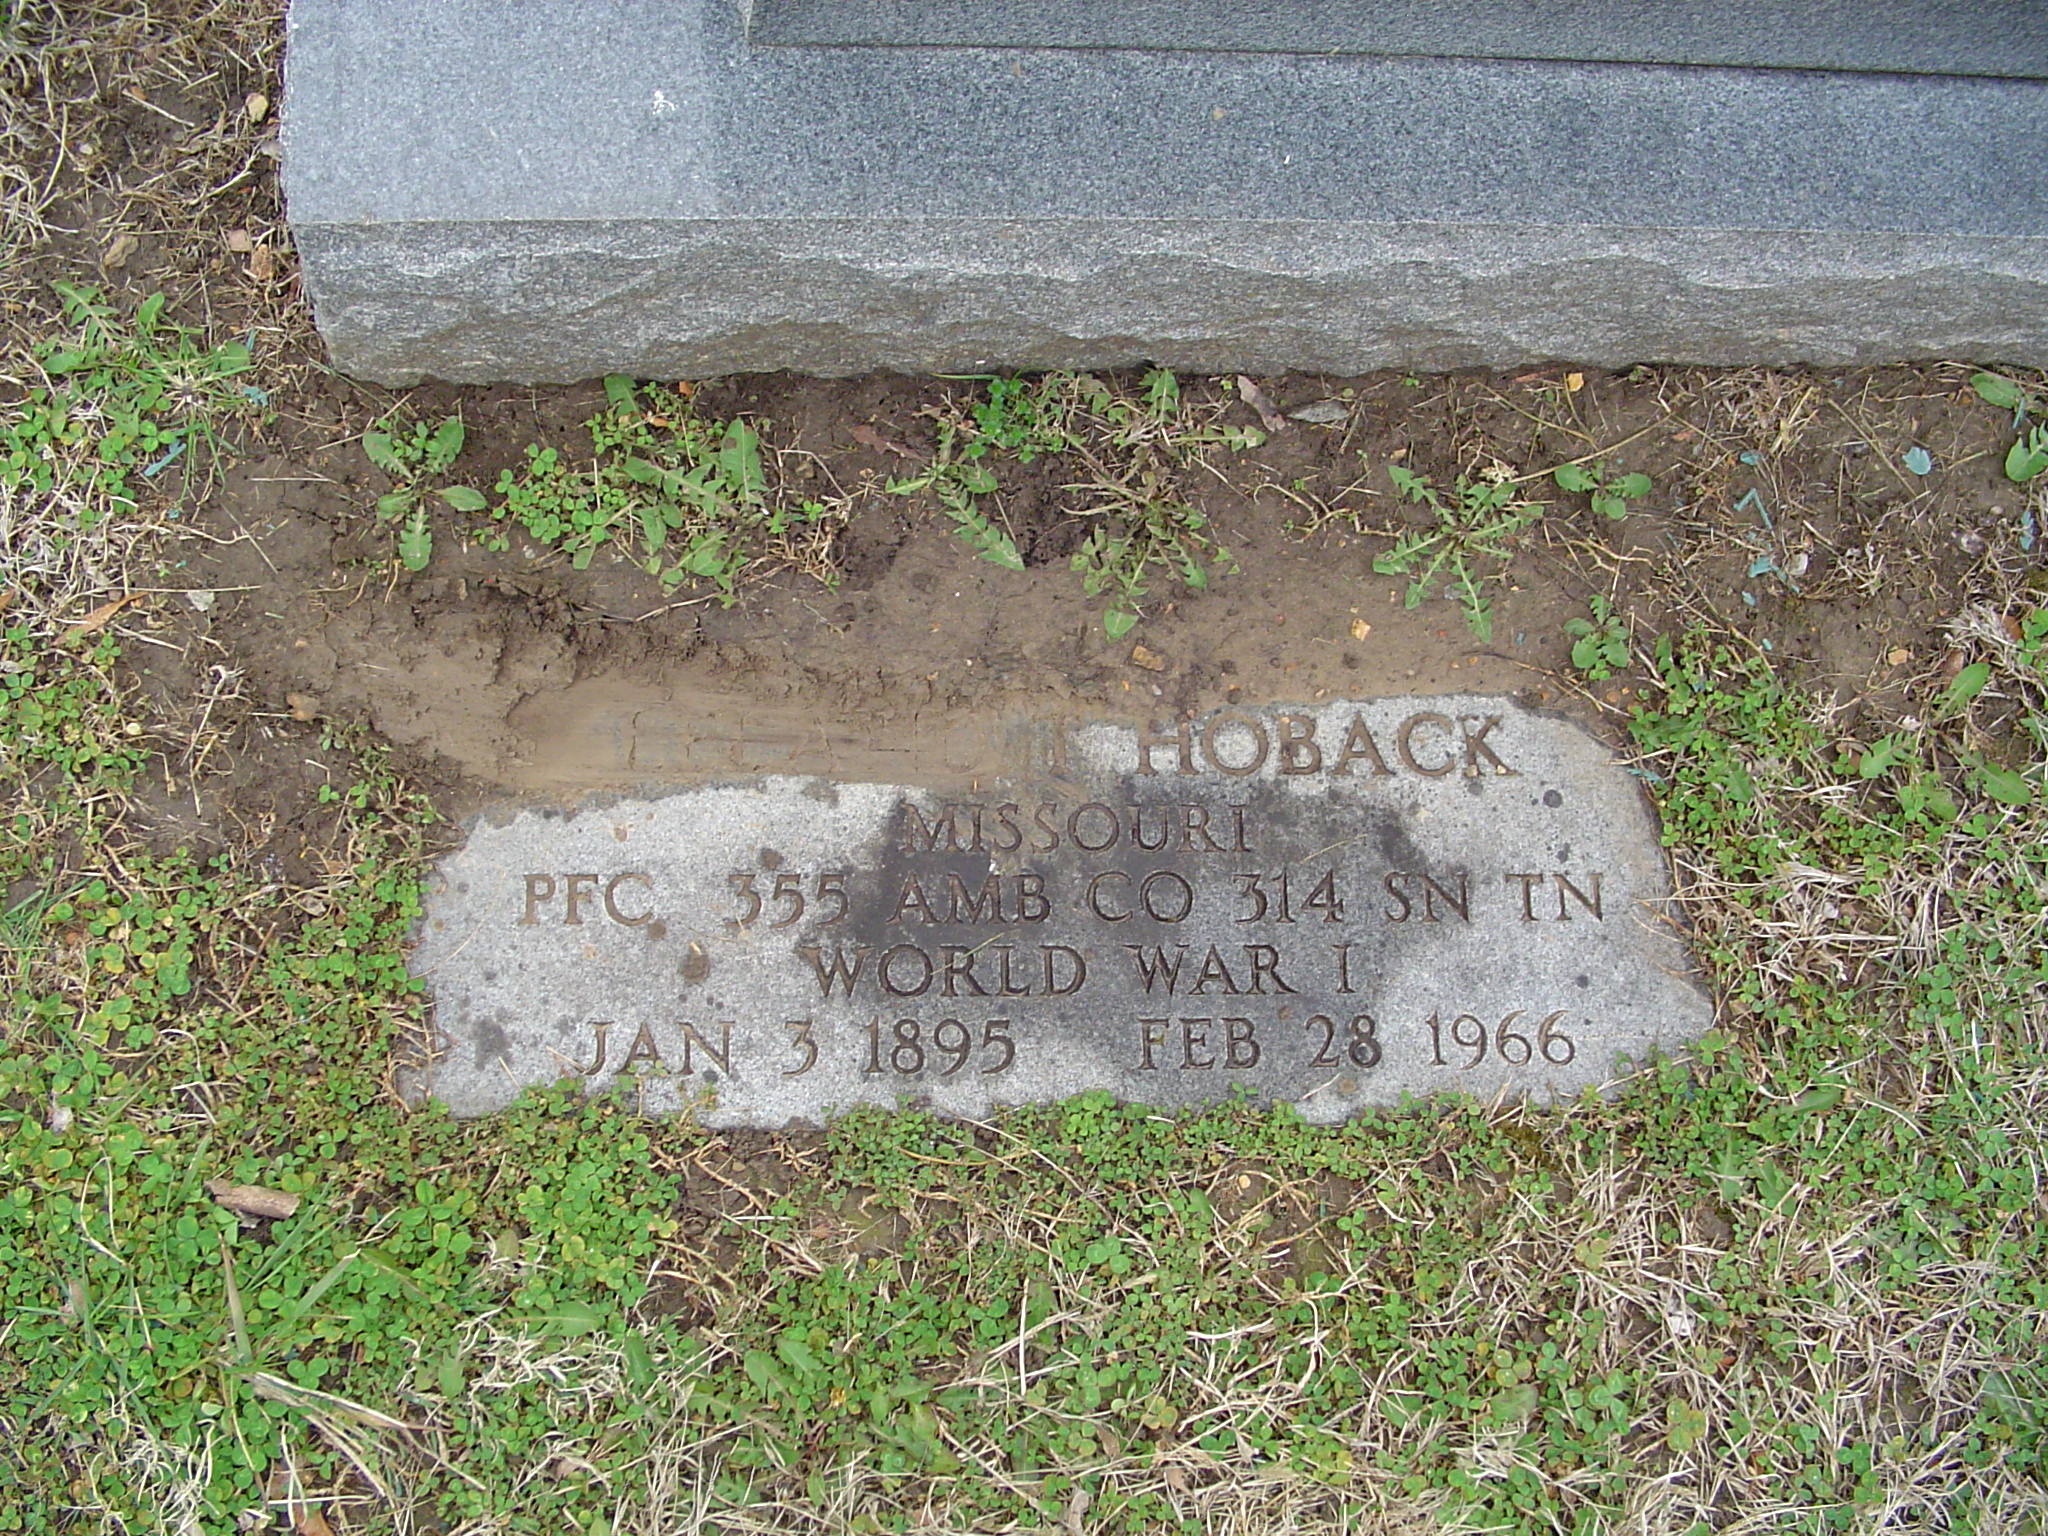 HOBACK
MISSOURI
PFC 355 AMB CO 314 SN TN
WORLD WAR I
JAN 3 1895 FEB 28 1966